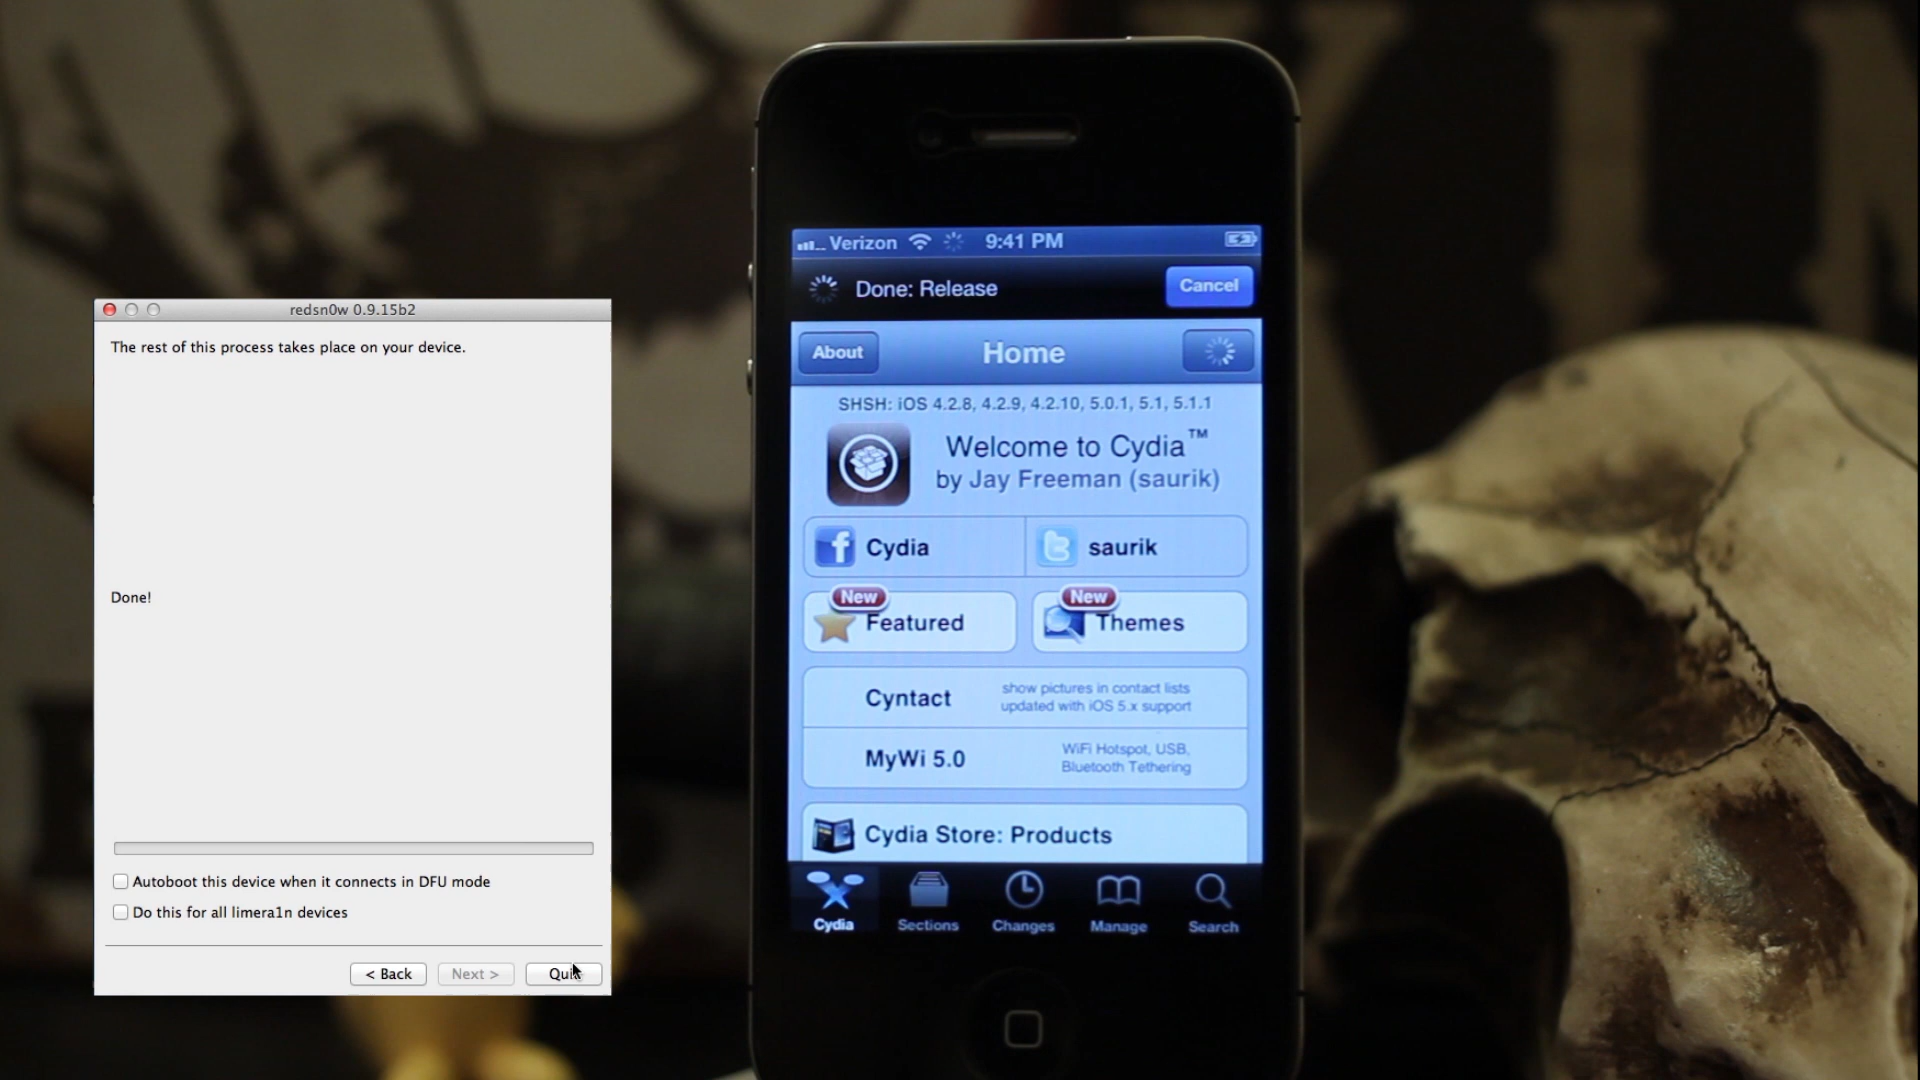 redsn0w 0.9.15b2
The rest of this process takes place on your device.
Done!
Autoboot this device when it connects in DFU mode
Do this for all limera1n devices
< Back
Next >
Quit
Verizon
9:41 PM
Done: Release
Cancel
About
Home
SHSH: iOS 4.2.8, 4.2.9, 4.2.10, 5.0.1, 5.1, 5.1.1
Welcome to Cydia™
by Jay Freeman (saurik)
Cydia
saurik
New
New
Featured
Themes
Cyntact
show pictures in contact lists
updated with iOS 5.x support
MyWi 5.0
WiFi Hotspot, USB,
Bluetooth Tethering
Cydia Store: Products
Cydia
Sections
Changes
Manage
Search